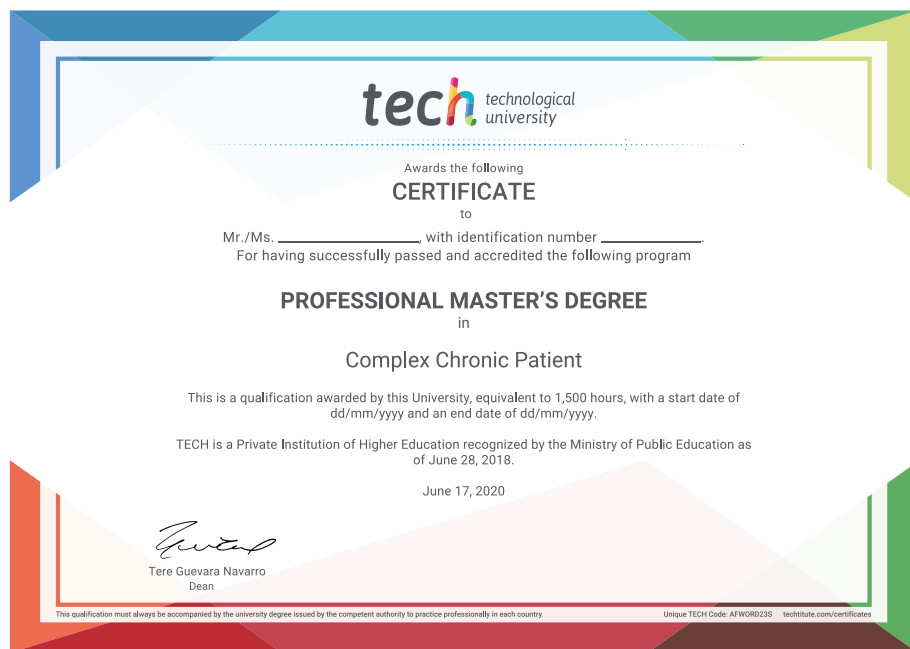 tech technological
university
Awards the following
CERTIFICATE
to
Mr./Ms. ____________________, with identification number ______________.
For having successfully passed and accredited the following program
PROFESSIONAL MASTER'S DEGREE
in
Complex Chronic Patient
This is a qualification awarded by this University, equivalent to 1,500 hours, with a start date of
dd/mm/yyyy and an end date of dd/mm/yyyy.
TECH is a Private Institution of Higher Education recognized by the Ministry of Public Education as
of June 28, 2018.
June 17, 2020
Tere Guevara Navarro
Dean
This qualification must always be accompanied by the university degree issued by the competent authority to practice professionally in each country.
Unique TECH Code: AFWORD23S techtitute.com/certificates